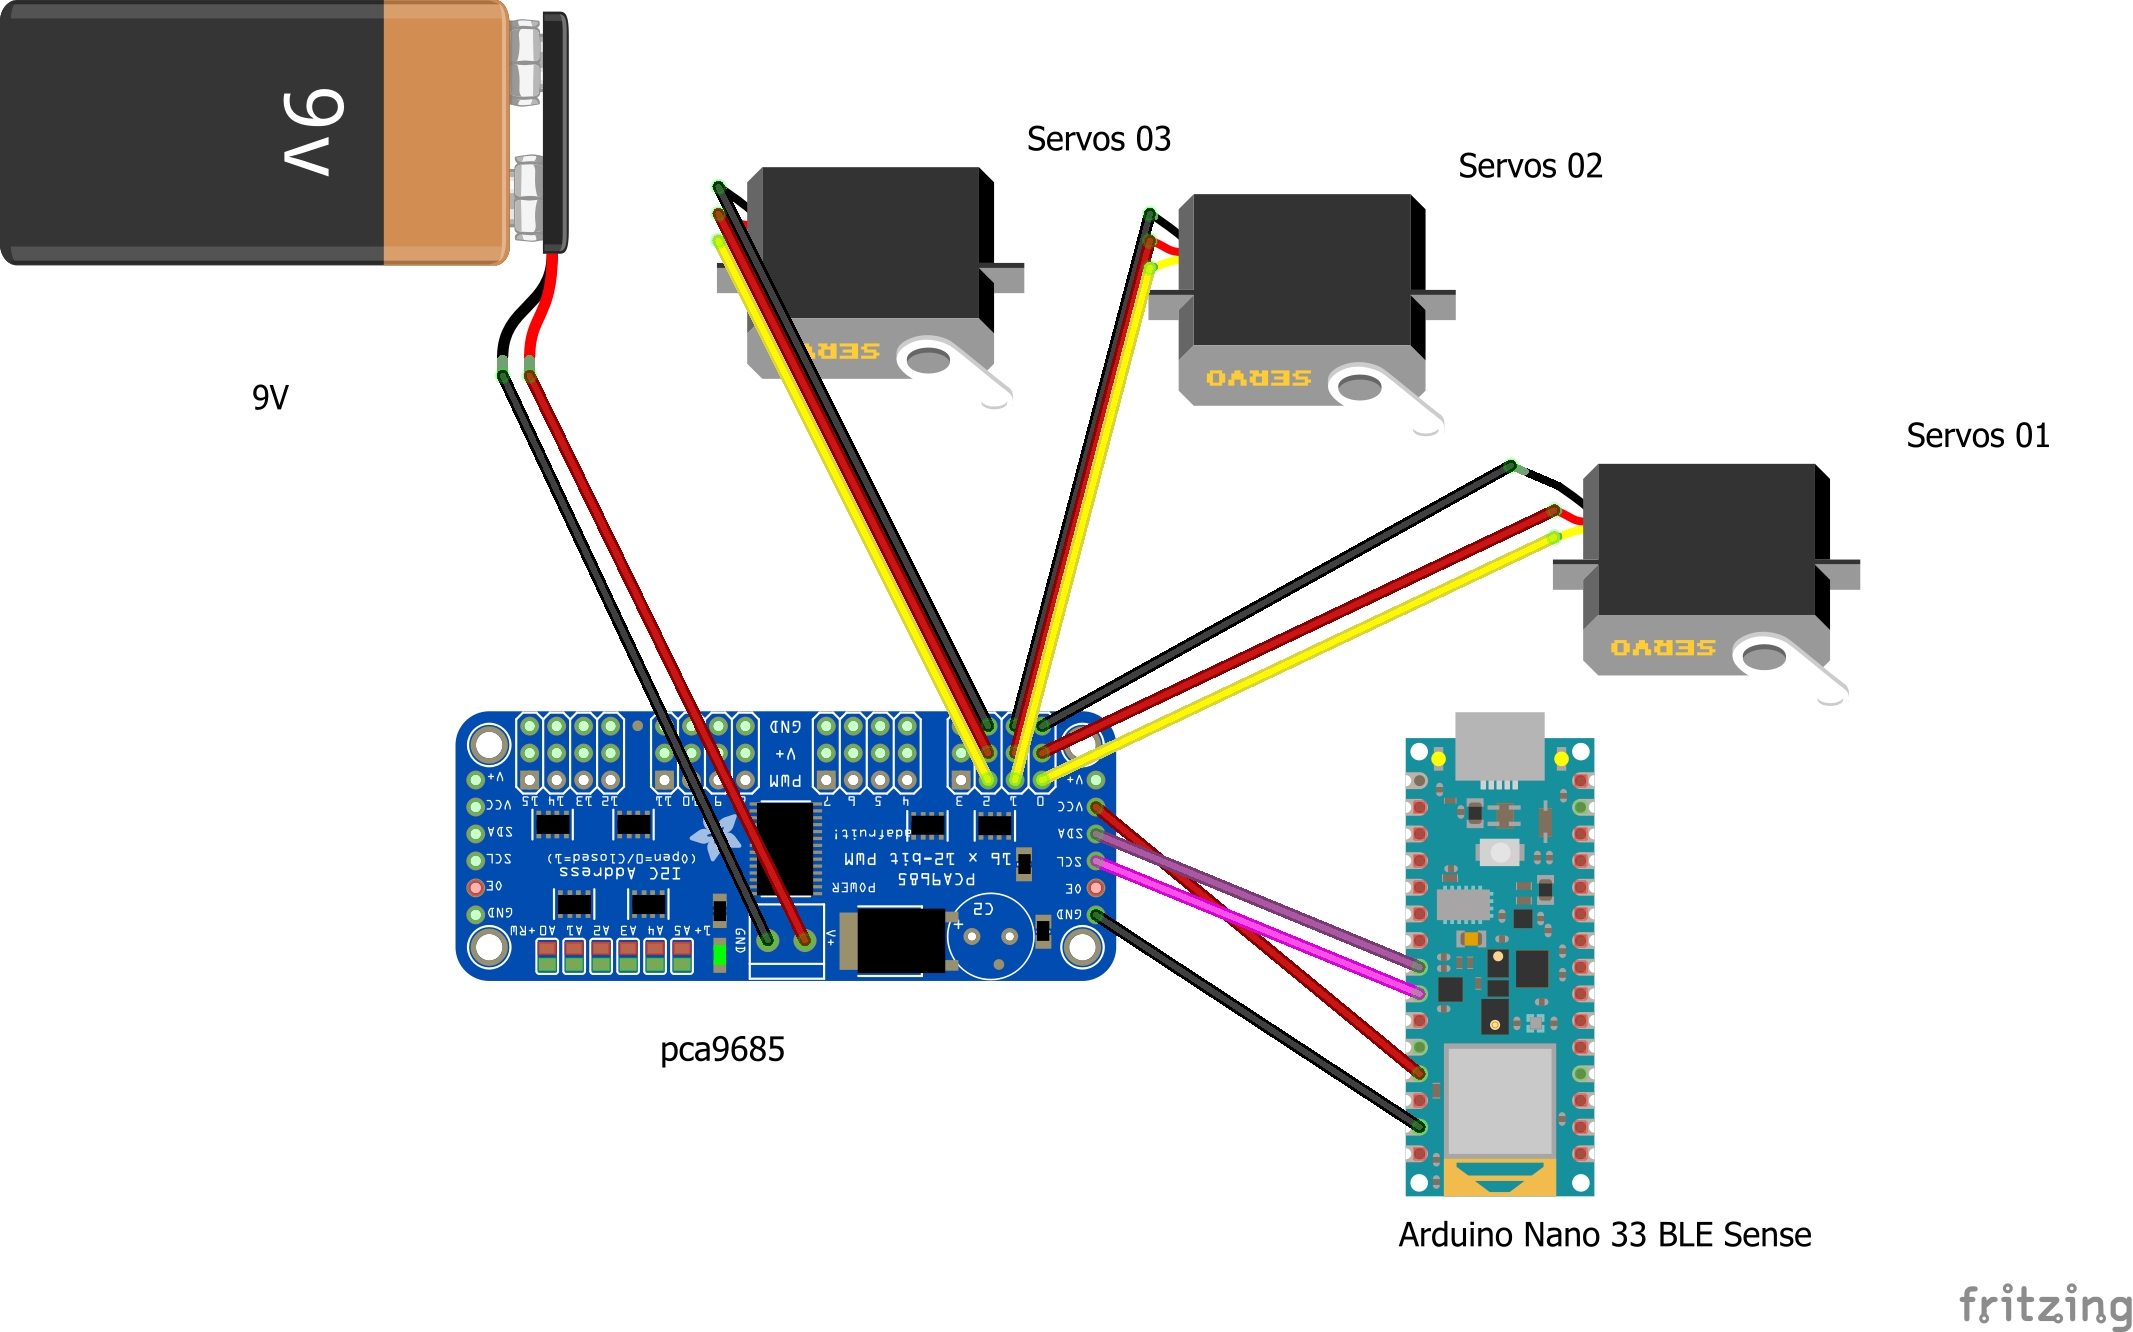 9v
Servos 03
Servos 02
9V
Servos 01
SERVO
SERVO
SERVO
GND
V+
PWM
15 14 13 12 11 10 9 8 7 6 5 4 3 2 1 0
V+
VCC
SDA
SCL
OE
GND
V+
VCC
SDA
SCL
OE
GND
adafruit!
16 x 12-bit PWM
PCA9685
POWER
(Open=0/Closed=1)
I2C Address
C2
+
GND
V+
A0 A1 A2 A3 A4 A5
pca9685
Arduino Nano 33 BLE Sense
fritzing